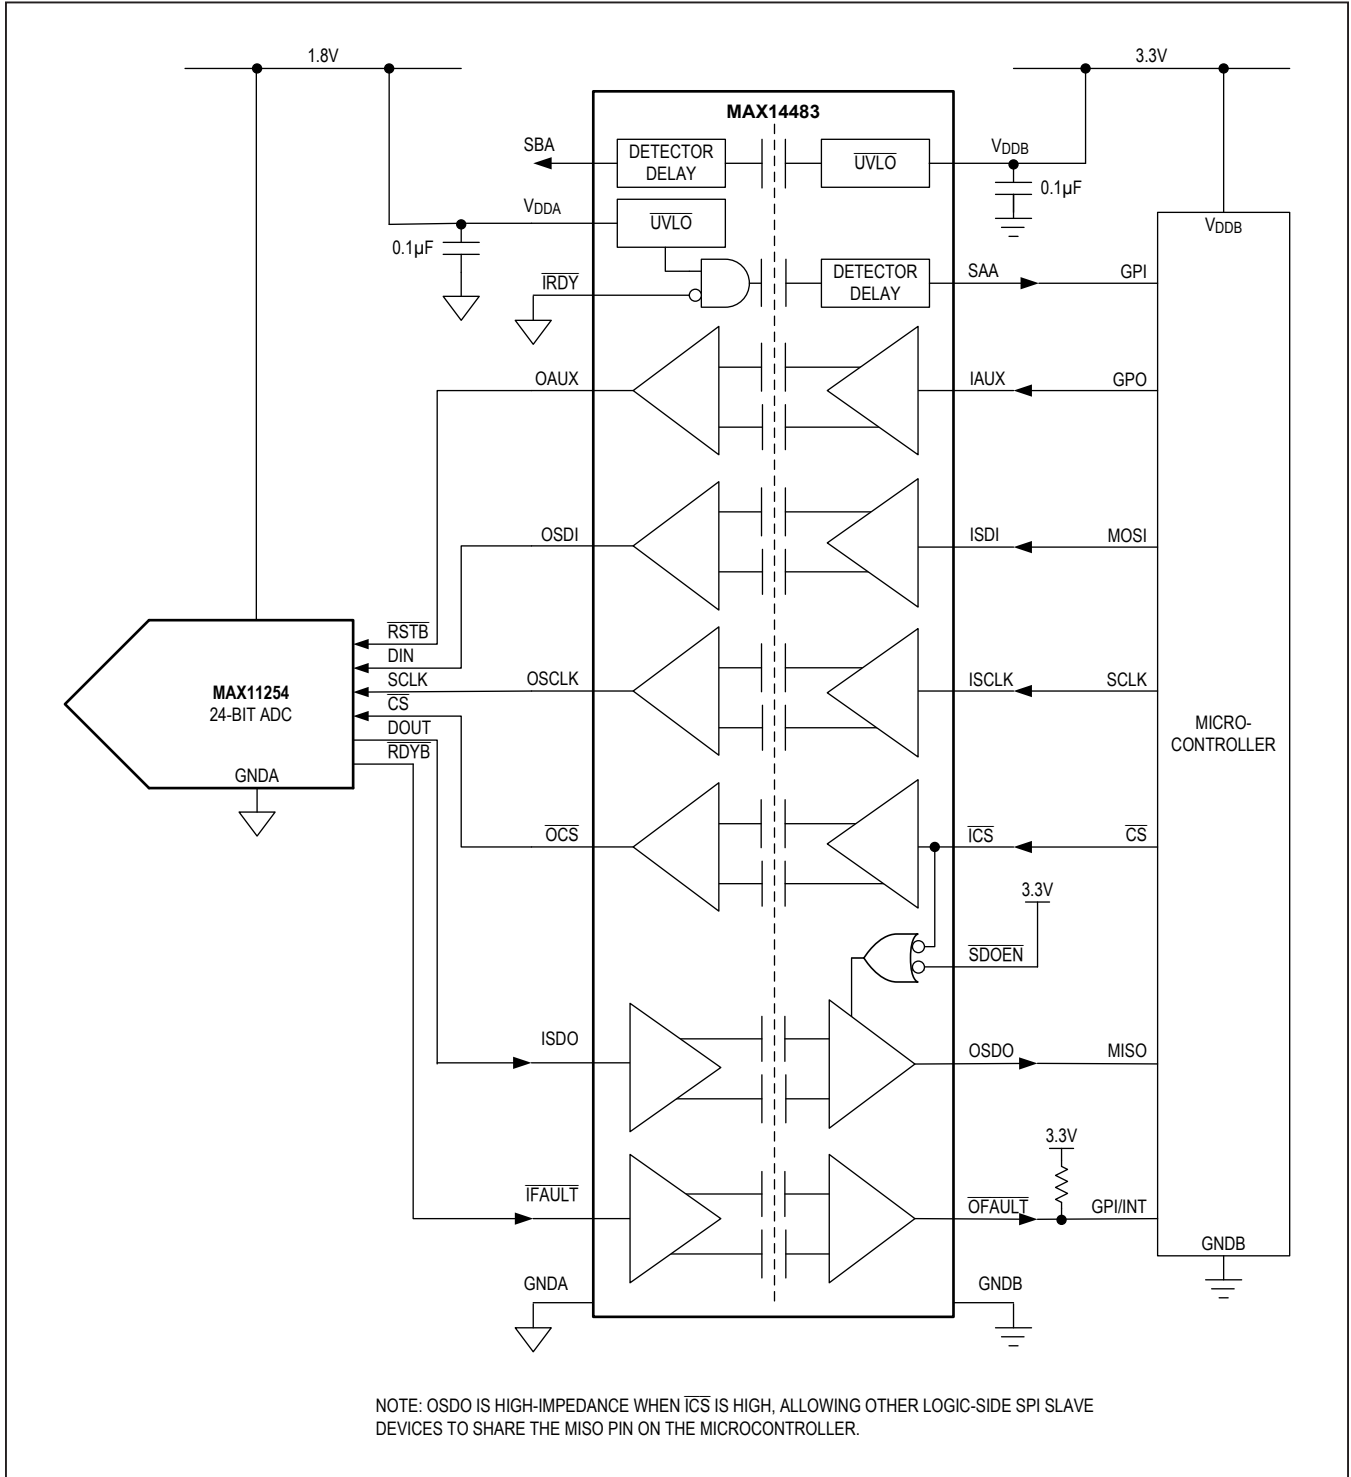 1.8V
3.3V
MAX14483
SBA
DETECTOR
DELAY
UVLO
VDDB
0.1µF
VDDA
UVLO
0.1µF
VDDB
IRDY
DETECTOR
DELAY
SAA
GPI
OAUX
IAUX
GPO
OSDI
ISDI
MOSI
RSTB
DIN
SCLK
CS
DOUT
RDYB
MAX11254
24-BIT ADC
GNDA
OSCLK
ISCLK
SCLK
MICRO-
CONTROLLER
OCS
ICS
CS
3.3V
SDOEN
ISDO
OSDO
MISO
3.3V
IFAULT
OFAULT
GPI/INT
GNDB
GNDA
GNDB
NOTE: OSDO IS HIGH-IMPEDANCE WHEN ICS IS HIGH, ALLOWING OTHER LOGIC-SIDE SPI SLAVE
DEVICES TO SHARE THE MISO PIN ON THE MICROCONTROLLER.